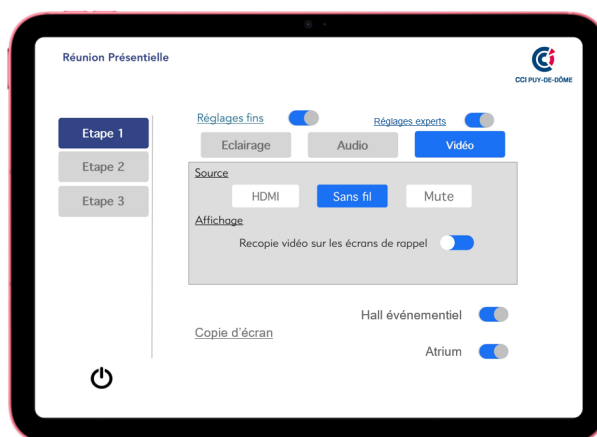 Réunion Présentielle
CCI PUY-DE-DÔME
Etape 1
Etape 2
Etape 3
Réglages fins
Réglages experts
Eclairage
Audio
Vidéo
Source
HDMI
Sans fil
Mute
Affichage
Recopie vidéo sur les écrans de rappel
Hall événementiel
Copie d'écran
Atrium